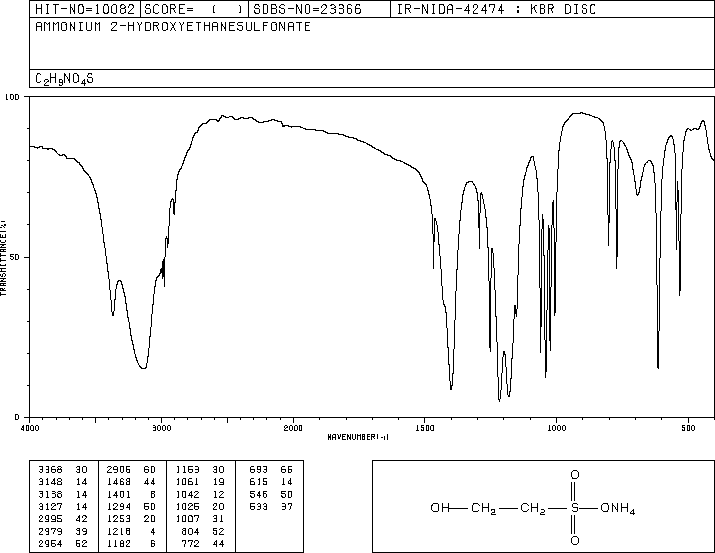 HIT-NO=10082 SCORE= ( ) SDBS-NO=23366 IR-NIDA-42474 : KBR DISC
AMMONIUM 2-HYDROXYETHANESULFONATE
C2H9NO4S
100
50
0
TRANSMITTANCE(%)
4000 3000 2000 1500 1000 500
WAVENUMBER(-1)
3368 30 2906 60 1153 30 693 66
3148 14 1468 44 1061 19 615 14
3138 14 1401 8 1042 12 546 50
3127 14 1294 50 1026 20 533 37
2995 42 1253 20 1007 31
2979 39 1218 4 804 52
2954 52 1182 6 772 44
O
OH CH2 CH2 S ONH4
O